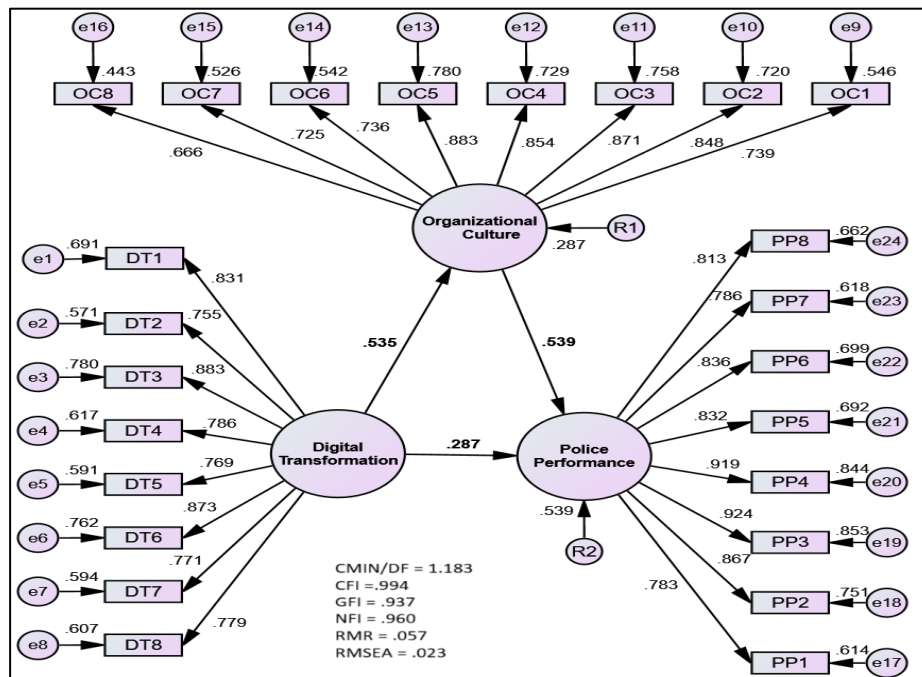 e16 e15 e14 e13 e12 e11 e10 e9
.443 .526 .542 .780 .729 .758 .720 .546
OC8 OC7 OC6 OC5 OC4 OC3 OC2 OC1
.666 .725 .736 .883 .854 .871 .848 .739
Organizational
Culture
.287
R1
e1 .691 DT1 .831
e2 .571 DT2 .755
e3 .780 DT3 .883
e4 .617 DT4 .786
e5 .591 DT5 .769
e6 .762 DT6 .873
e7 .594 DT7 .771
e8 .607 DT8 .779
.535
.539
Digital
Transformation
.287
Police
Performance
.539
R2
.813 PP8 .662 e24
.786 PP7 .618 e23
.836 PP6 .699 e22
.832 PP5 .692 e21
.919 PP4 .844 e20
.924 PP3 .853 e19
.867 PP2 .751 e18
.783 PP1 .614 e17
CMIN/DF = 1.183
CFI =.994
GFI = .937
NFI = .960
RMR = .057
RMSEA = .023